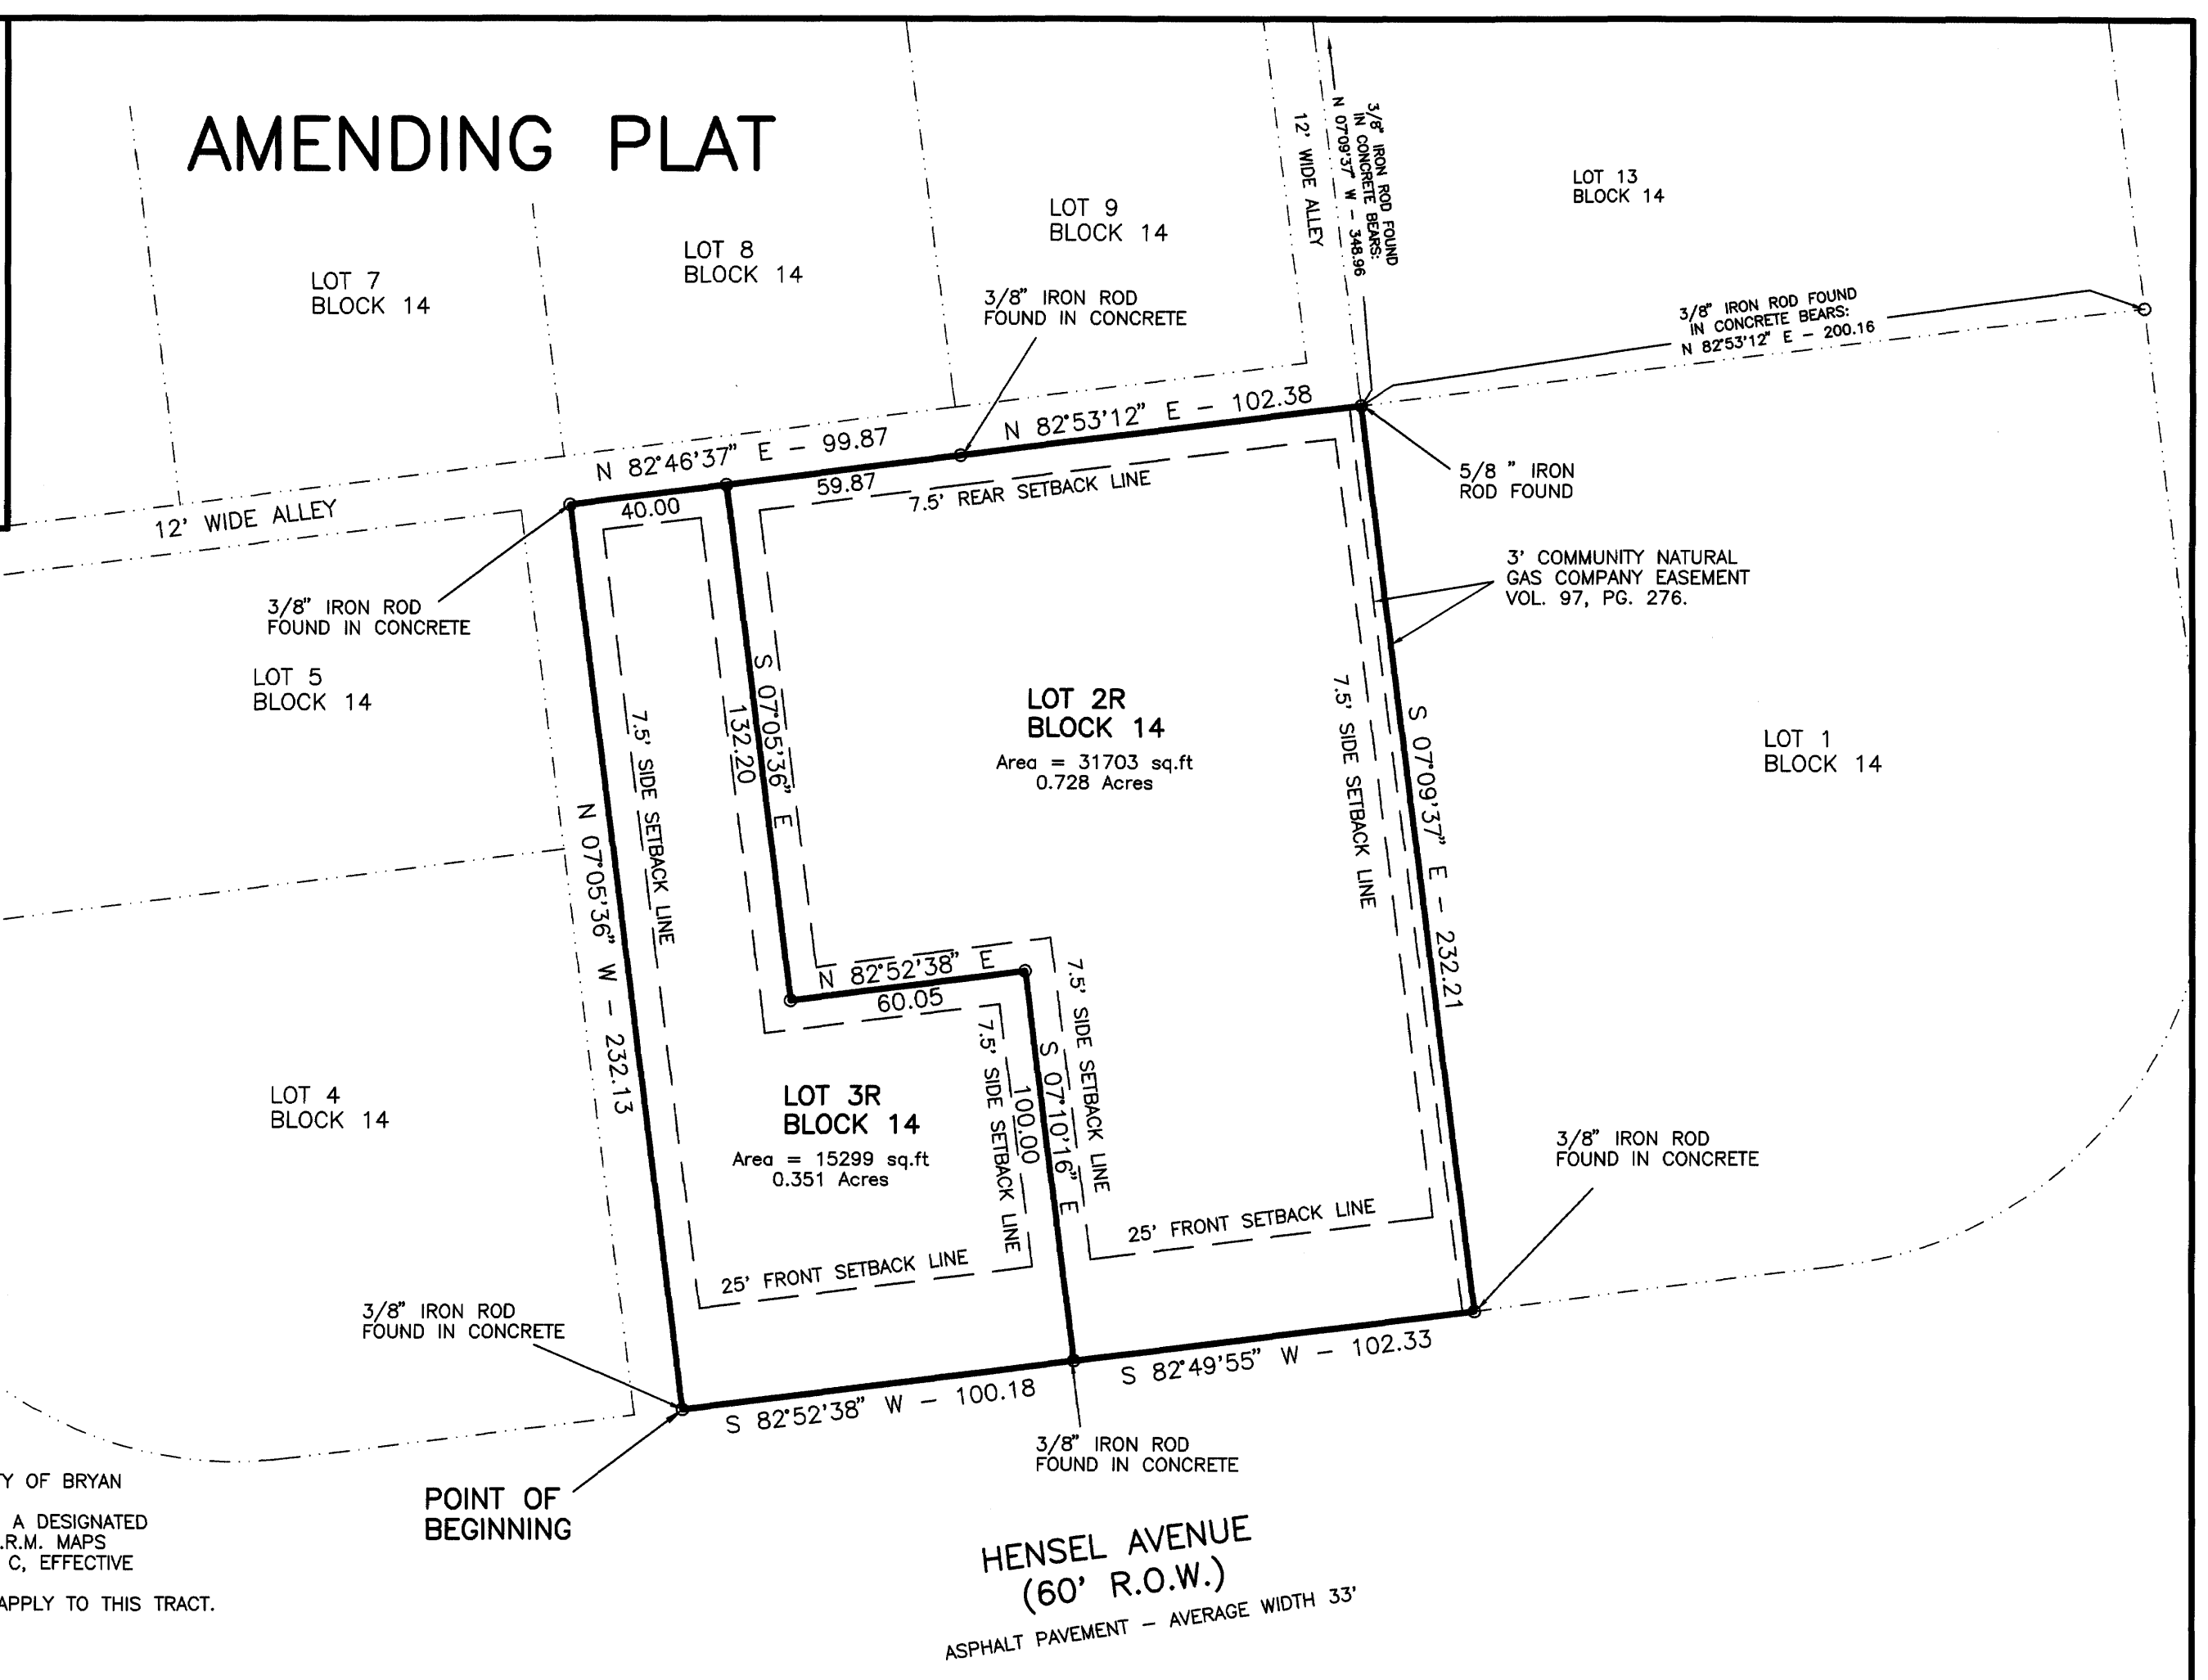 AMENDING PLAT
LOT 7
BLOCK 14
LOT 8
BLOCK 14
LOT 9
BLOCK 14
12' WIDE ALLEY
3/8" IRON ROD FOUND
IN CONCRETE BEARS:
N 07°09'37" W - 348.96
LOT 13
BLOCK 14
3/8" IRON ROD
FOUND IN CONCRETE
3/8" IRON ROD FOUND
IN CONCRETE BEARS:
N 82°53'12" E - 200.16
N 82°46'37" E - 99.87
N 82°53'12" E - 102.38
40.00
59.87
7.5' REAR SETBACK LINE
5/8 " IRON
ROD FOUND
12' WIDE ALLEY
3' COMMUNITY NATURAL
GAS COMPANY EASEMENT
VOL. 97, PG. 276.
3/8" IRON ROD
FOUND IN CONCRETE
LOT 5
BLOCK 14
7.5' SIDE SETBACK LINE
132.20
S 07°05'36" E
LOT 2R
BLOCK 14
Area = 31703 sq.ft
0.728 Acres
7.5' SIDE SETBACK LINE
S 07°09'37" E - 232.21
LOT 1
BLOCK 14
N 07°05'36" W - 232.13
N 82°52'38" E
60.05
7.5' SIDE SETBACK LINE
100.00
S 07°10'16" E
7.5' SIDE SETBACK LINE
LOT 4
BLOCK 14
LOT 3R
BLOCK 14
Area = 15299 sq.ft
0.351 Acres
3/8" IRON ROD
FOUND IN CONCRETE
25' FRONT SETBACK LINE
25' FRONT SETBACK LINE
3/8" IRON ROD
FOUND IN CONCRETE
S 82°52'38" W - 100.18
S 82°49'55" W - 102.33
3/8" IRON ROD
FOUND IN CONCRETE
POINT OF
BEGINNING
Y OF BRYAN
A DESIGNATED
.R.M. MAPS
C, EFFECTIVE
APPLY TO THIS TRACT.
HENSEL AVENUE
(60' R.O.W.)
ASPHALT PAVEMENT - AVERAGE WIDTH 33'